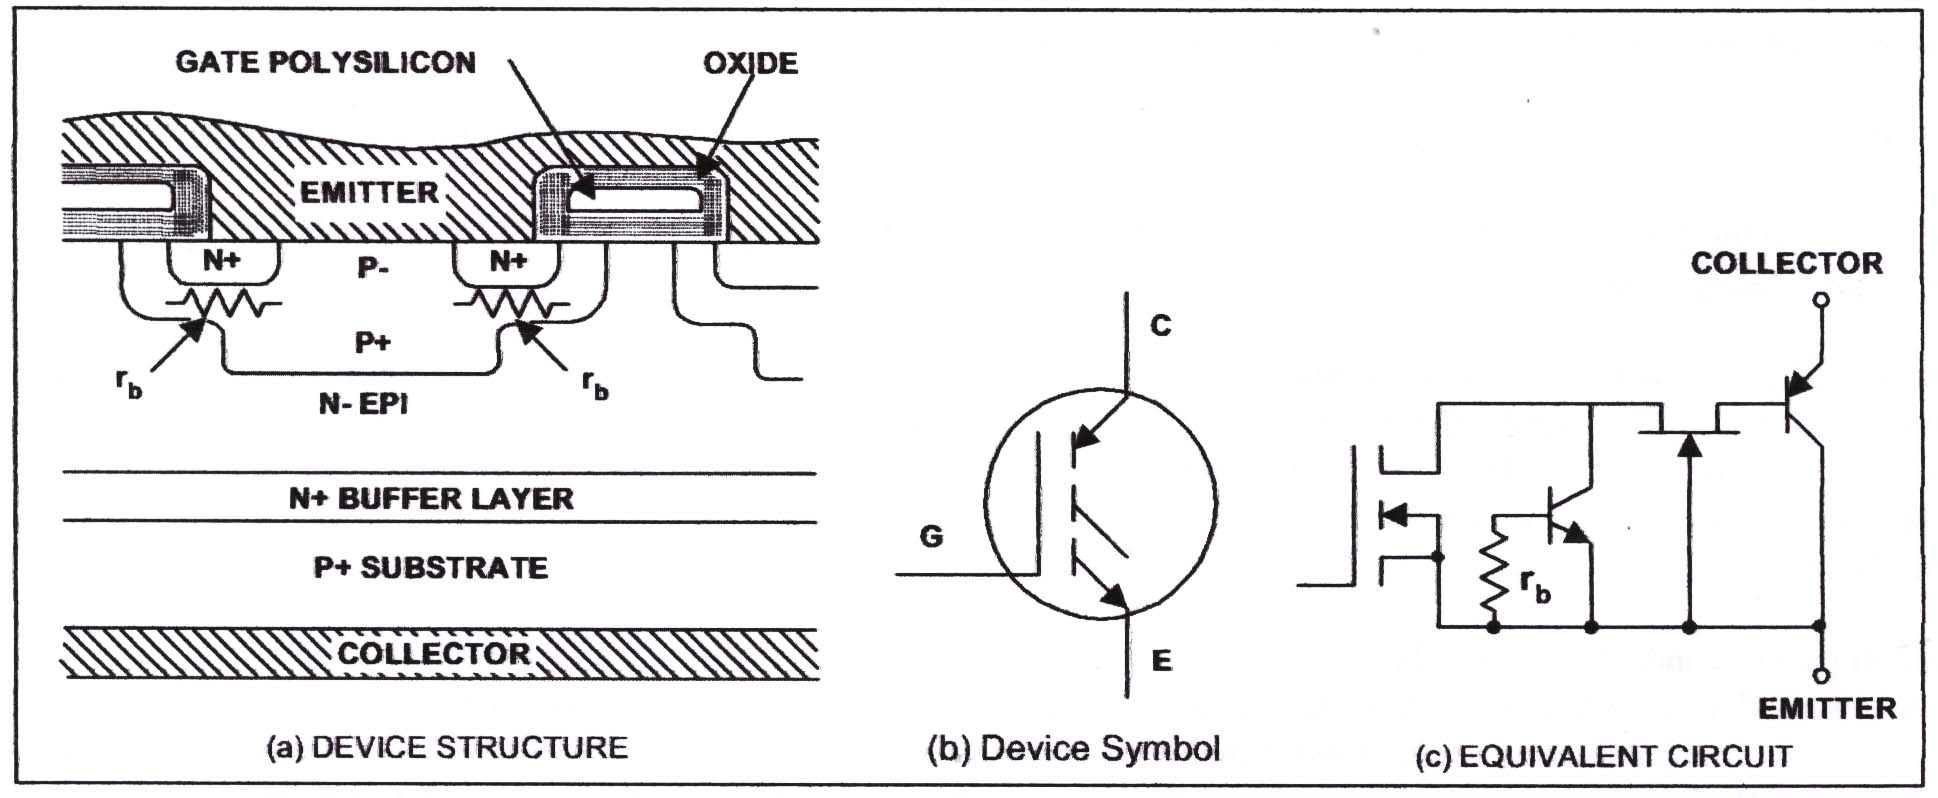 GATE POLYSILICON
OXIDE
EMITTER
N+
P-
N+
P+
rb
rb
N- EPI
N+ BUFFER LAYER
P+ SUBSTRATE
COLLECTOR
(a) DEVICE STRUCTURE
C
G
E
(b) Device Symbol
COLLECTOR
rb
EMITTER
(c) EQUIVALENT CIRCUIT